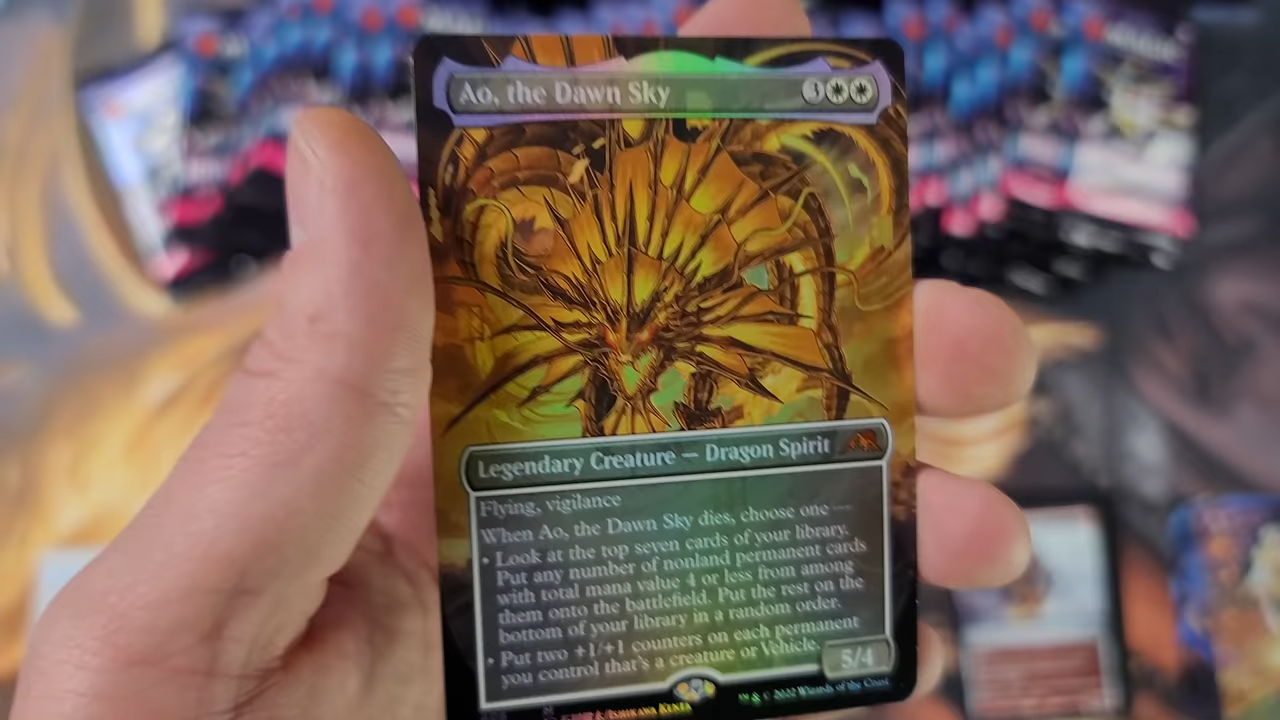 Ao, the Dawn Sky 3
Legendary Creature — Dragon Spirit
Flying, vigilance
When Ao, the Dawn Sky dies, choose one —
• Look at the top seven cards of your library.
Put any number of nonland permanent cards
with total mana value 4 or less from among
them onto the battlefield. Put the rest on the
bottom of your library in a random order.
• Put two +1/+1 counters on each permanent
you control that's a creature or Vehicle.
5/4
™ & © 2022 Wizards of the Coast